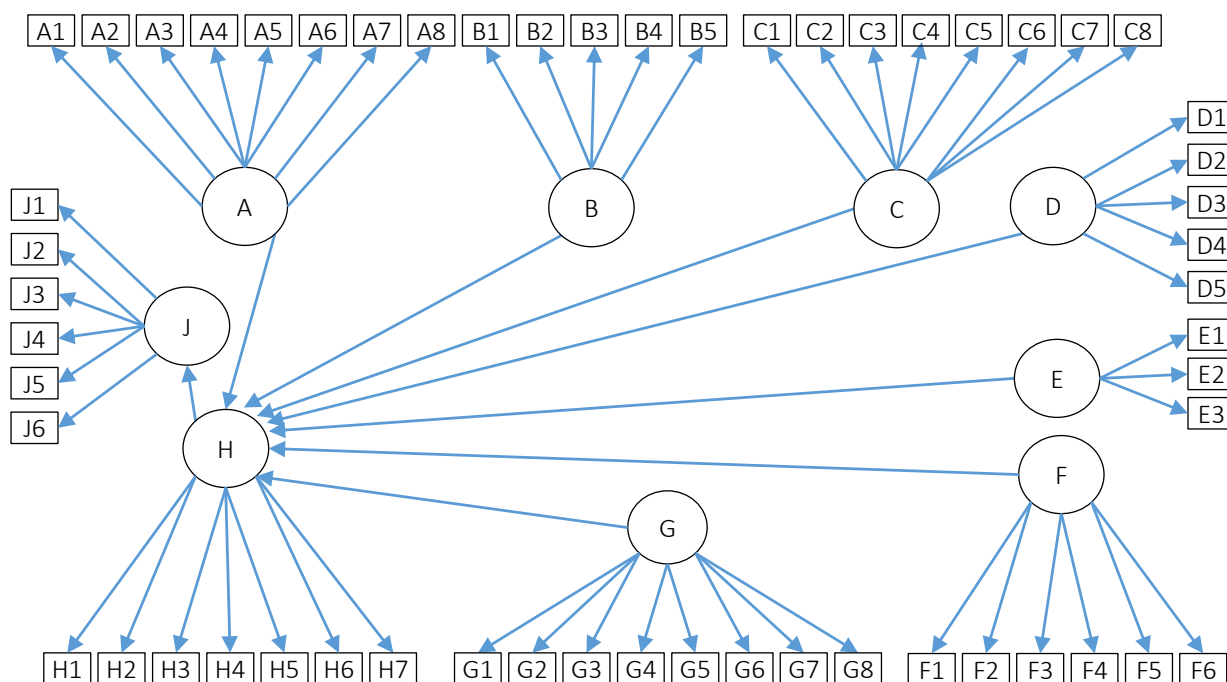 A1 A2 A3 A4 A5 A6 A7 A8 B1 B2 B3 B4 B5 C1 C2 C3 C4 C5 C6 C7 C8
D1
D2
D3
D4
D5
J1
J2
J3
J4
J5
J6
A
B
C
D
J
E
E1
E2
E3
H
F
G
H1 H2 H3 H4 H5 H6 H7 G1 G2 G3 G4 G5 G6 G7 G8 F1 F2 F3 F4 F5 F6